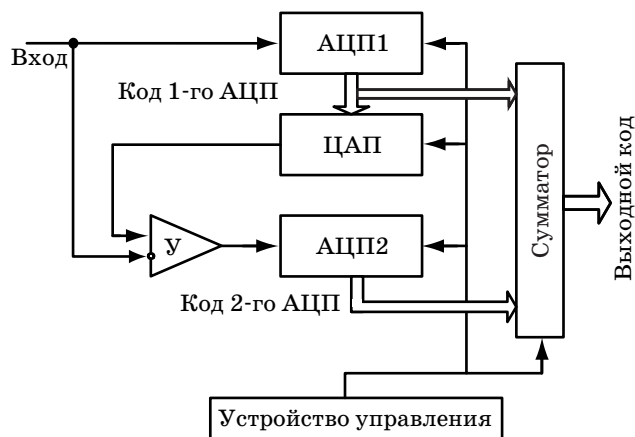 АЦП1
Вход
Код 1-го АЦП
ЦАП
Сумматор
Выходной код
У
АЦП2
Код 2-го АЦП
Устройство управления